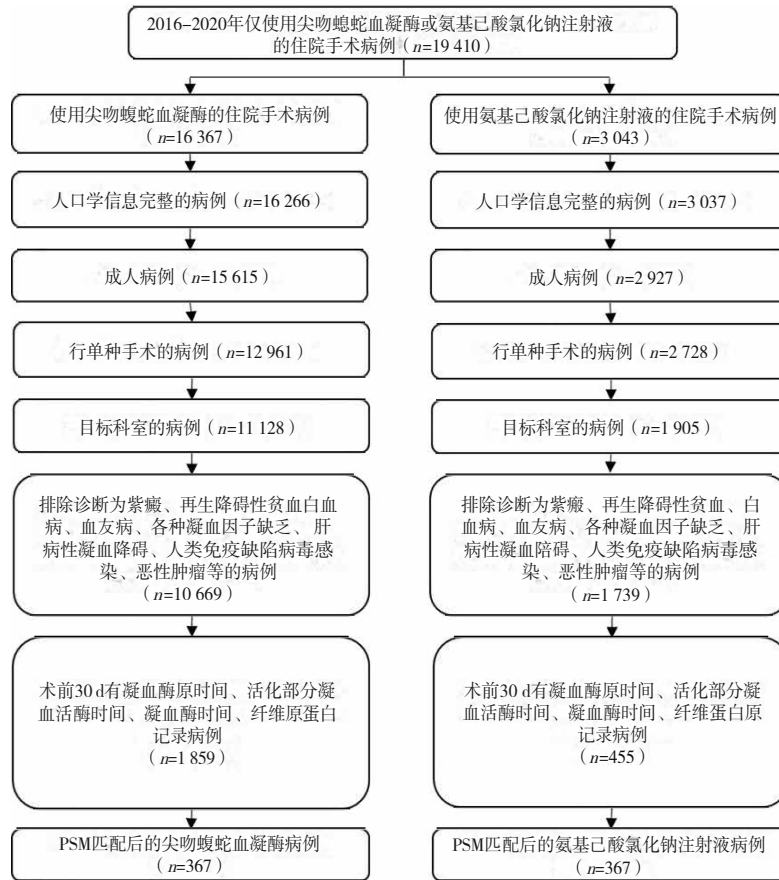 2016-2020年仅使用尖吻螅蛇血凝酶或氨基己酸氯化钠注射液
的住院手术病例（n=19 410）
使用尖吻蝮蛇血凝酶的住院手术病例
（n=16 367）
使用氨基己酸氯化钠注射液的住院手术病例
（n=3 043）
人口学信息完整的病例（n=16 266）
人口学信息完整的病例（n=3 037）
成人病例（n=15 615）
成人病例（n=2 927）
行单种手术的病例（n=12 961）
行单种手术的病例（n=2 728）
目标科室的病例（n=11 128）
目标科室的病例（n=1 905）
排除诊断为紫癜、再生降碍性贫血白血
病、血友病、各种凝血因子缺乏、肝
病性凝血降碍、人类免疫缺陷病毒感
染、恶性肿瘤等的病例
（n=10 669）
排除诊断为紫癜、再生降碍性贫血、白
血病、血友病、各种凝血因子缺乏、肝
病性凝血陪碍、人类免疫缺陷病毒感
染、恶性肿瘤等的病例
（n=1 739）
术前30 d有凝血酶原时间、活化部分凝
血活酶时间、凝血酶时间、纤维原蛋白
记录病例
（n=1 859）
术前30 d有凝血酶原时间、活化部分凝
血活酶时间、凝血酶时间、纤维蛋白原
记录病例
（n=455）
PSM匹配后的尖吻蝮蛇血凝酶病例
（n=367）
PSM匹配后的氨基己酸氯化钠注射液病例
（n=367）